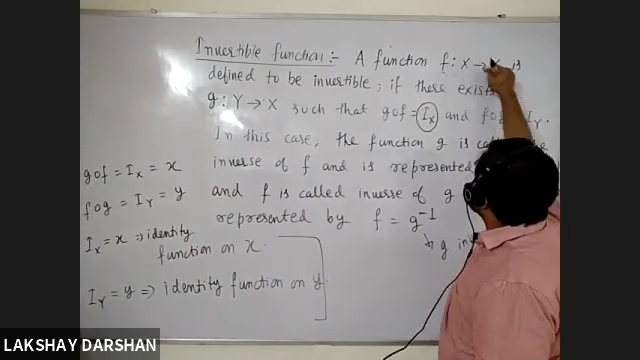 Invertible function :- A function f : X → is
defined to be invertible ; if there exists
g : Y → X such that gof = Ix and fog IY.
In this case, the function g is the
inverse of f and is represented
and f is called inverse of g
represented by f = g⁻¹
g in
gof = Ix = x
fog = IY = y
Ix = x ⇒ identity
function on x.
IY = y ⇒ identity function on y.
LAKSHAY DARSHAN